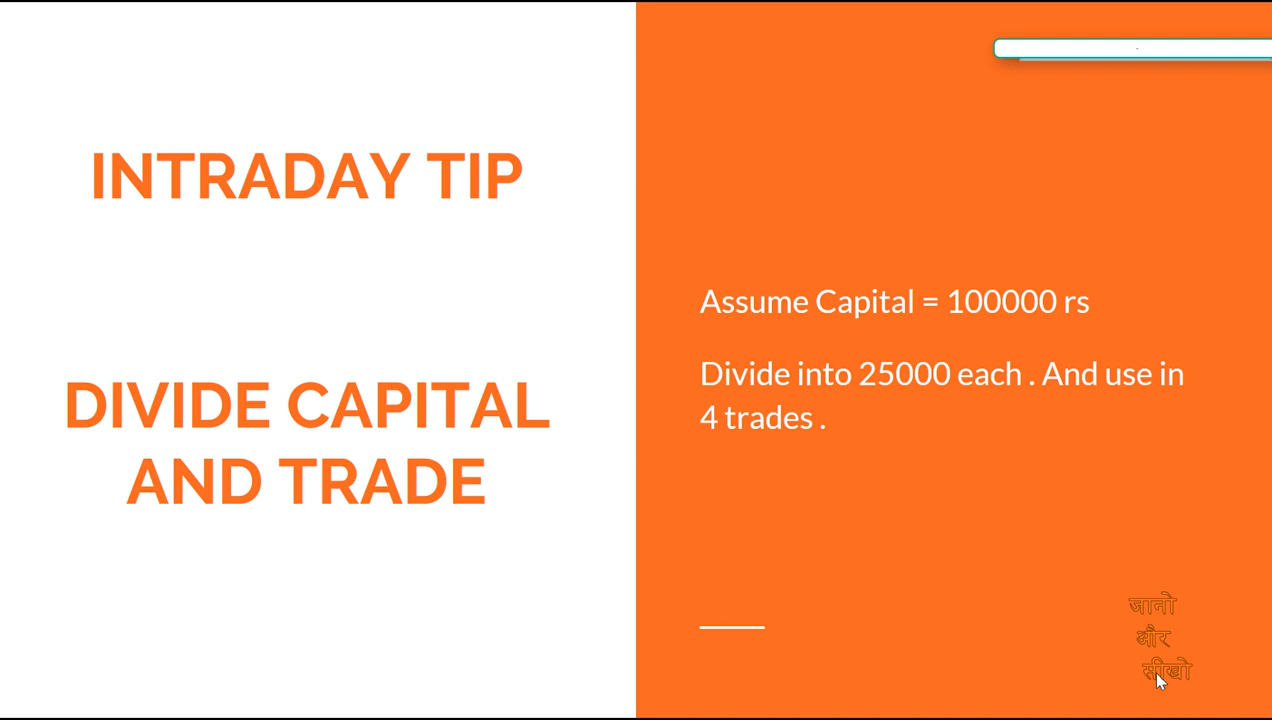 INTRADAY TIP
DIVIDE CAPITAL
AND TRADE
Assume Capital = 100000 rs
Divide into 25000 each . And use in
4 trades .
जानो
और
सीखो